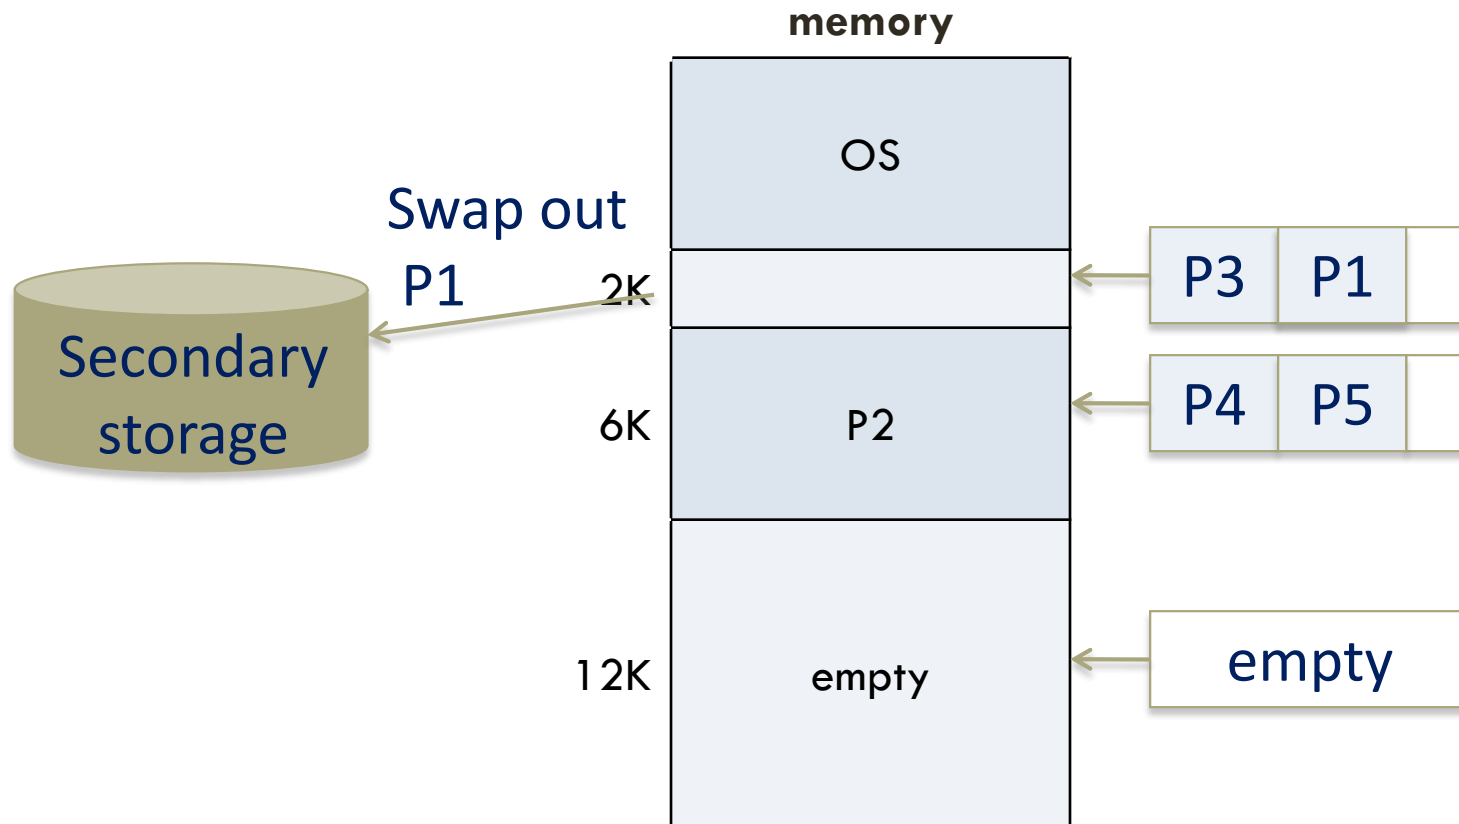 memory
OS
Swap out
P1
2K
P3 P1
Secondary
storage
6K
P2
P4 P5
12K
empty
empty